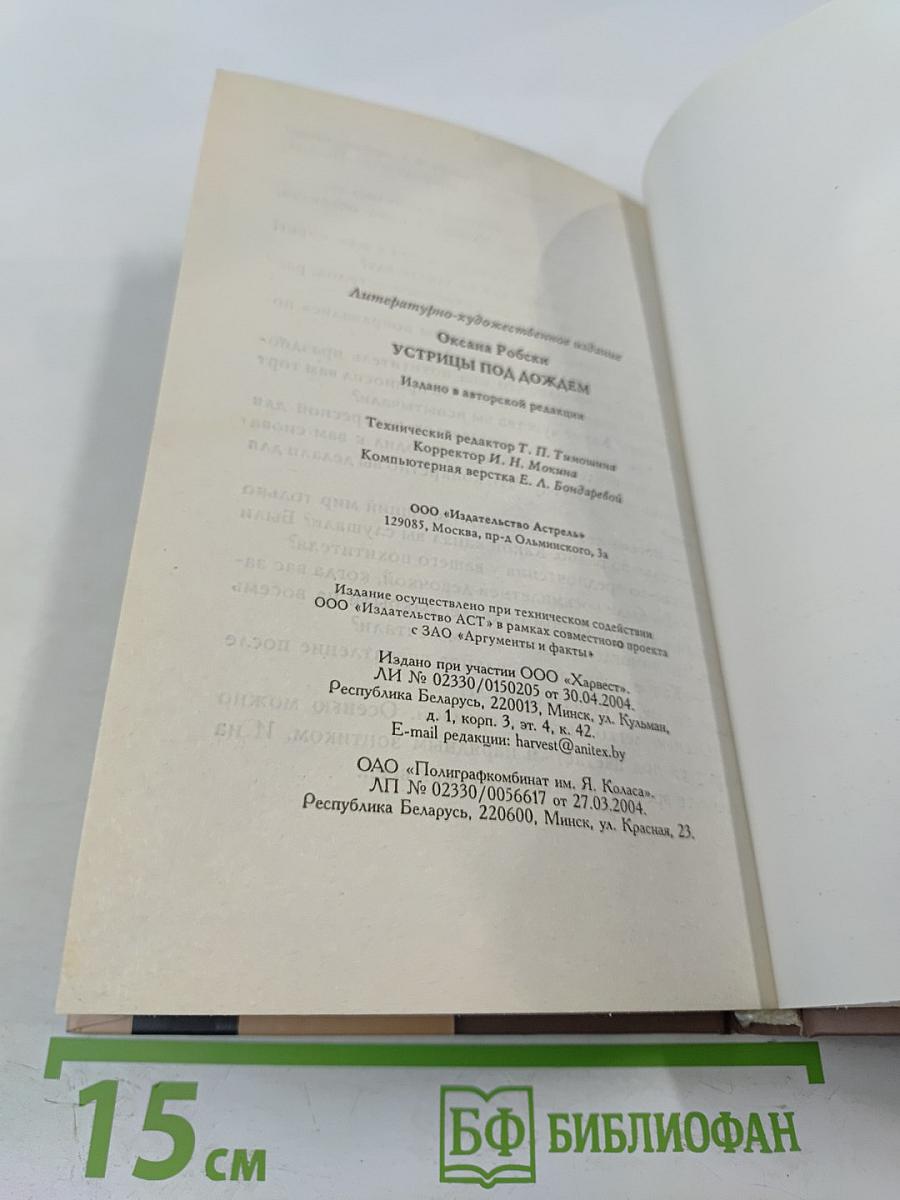 Литературно-художественное издание
Оксана Робски
УСТРИЦЫ ПОД ДОЖДЕМ
Издано в авторской редакции
Технический редактор Т. П. Тимошина
Корректор И. Н. Мокина
Компьютерная верстка Е. Л. Бондаревой
ООО «Издательство Астрель»
129085, Москва, пр-д Ольминского, 3а
Издание осуществлено при техническом содействии
ООО «Издательство АСТ» в рамках совместного проекта
с ЗАО «Аргументы и факты»
Издано при участии ООО «Харвест».
ЛИ № 02330/0150205 от 30.04.2004.
Республика Беларусь, 220013, Минск, ул. Кульман,
д. 1, корп. 3, эт. 4, к. 42.
E-mail редакции: harvest@anitex.by
ОАО «Полиграфкомбинат им. Я. Коласа».
ЛП № 02330/0056617 от 27.03.2004.
Республика Беларусь, 220600, Минск, ул. Красная, 23.
15 см
БФ БИБЛИОФАН